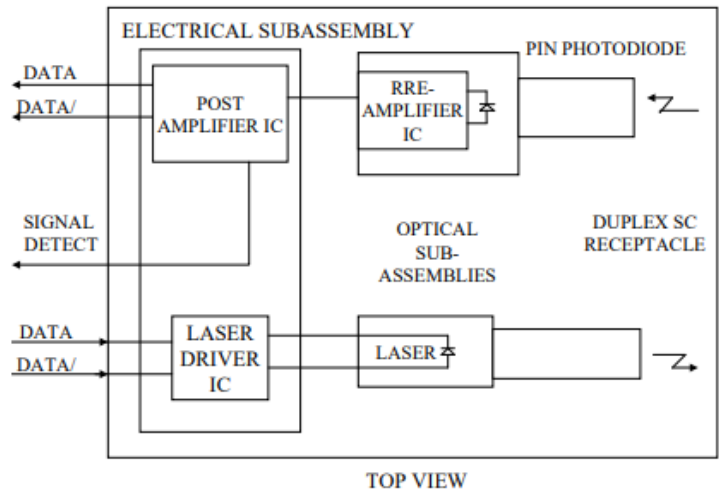 ELECTRICAL SUBASSEMBLY
PIN PHOTODIODE
DATA
DATA/
POST
AMPLIFIER IC
RRE-
AMPLIFIER
IC
SIGNAL
DETECT
OPTICAL
SUB-
ASSEMBLIES
DUPLEX SC
RECEPTACLE
DATA
DATA/
LASER
DRIVER
IC
LASER
TOP VIEW